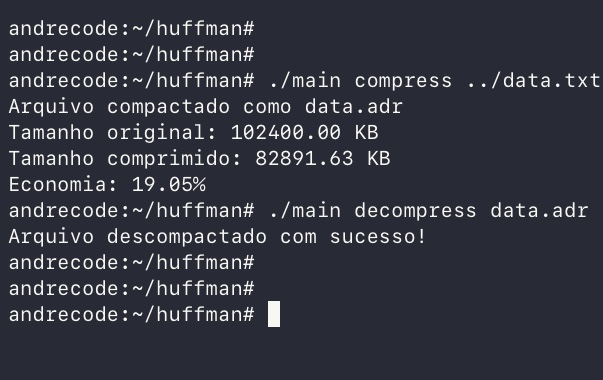 andrecode:~/huffman#
andrecode:~/huffman#
andrecode:~/huffman# ./main compress ../data.txt
Arquivo compactado como data.adr
Tamanho original: 102400.00 KB
Tamanho comprimido: 82891.63 KB
Economia: 19.05%
andrecode:~/huffman# ./main decompress data.adr
Arquivo descompactado com sucesso!
andrecode:~/huffman#
andrecode:~/huffman#
andrecode:~/huffman#